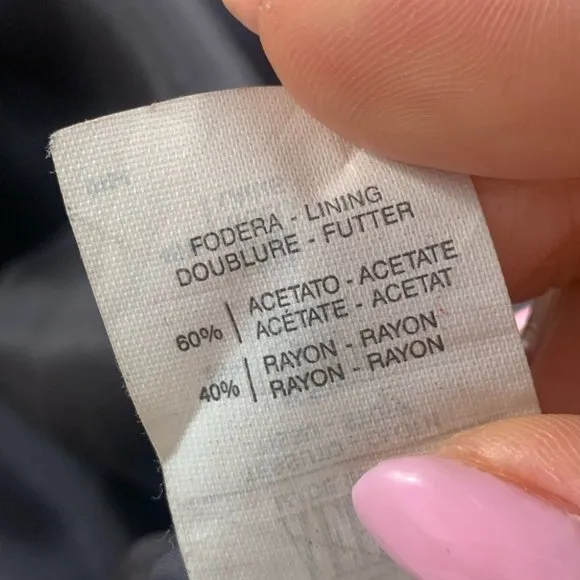 FODERA - LINING
DOUBLURE - FUTTER
60% | ACETATO - ACETATE
ACÉTATE - ACETAT
40% | RAYON - RAYON
RAYON - RAYON